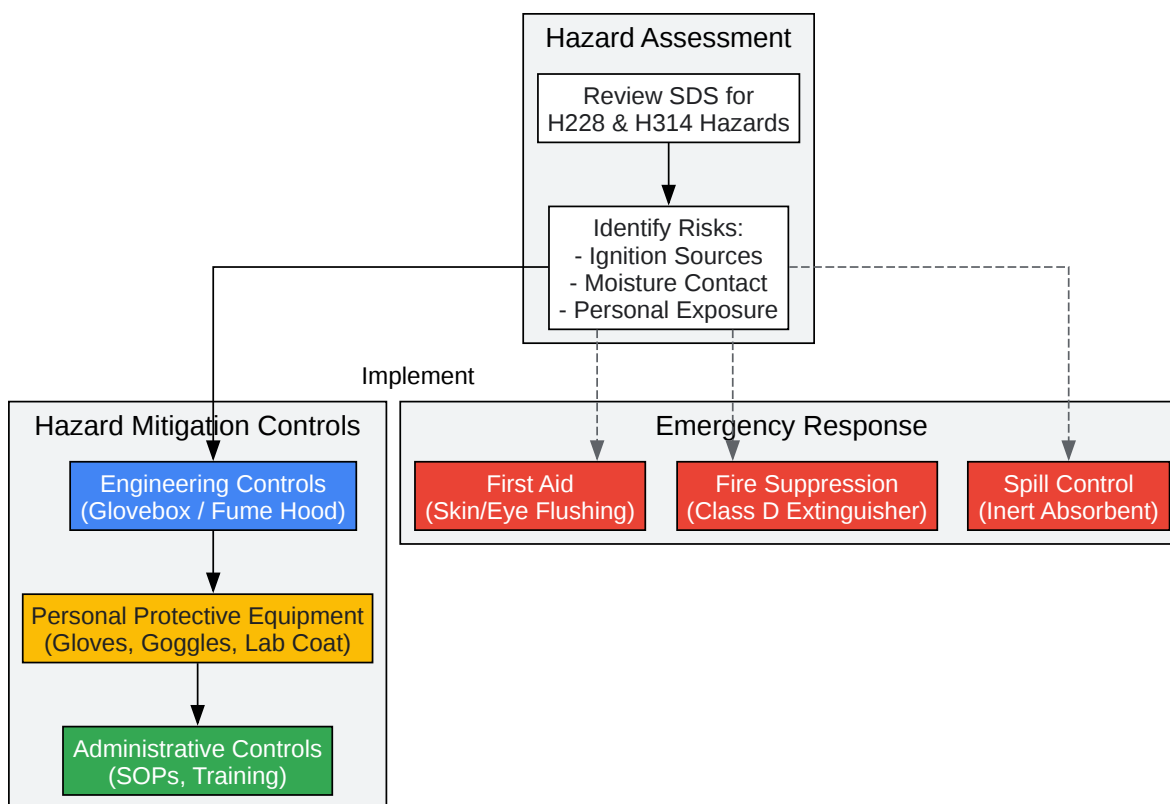 Hazard Assessment
Review SDS for
H228 & H314 Hazards
Identify Risks:
- Ignition Sources
- Moisture Contact
- Personal Exposure
Implement
Hazard Mitigation Controls
Engineering Controls
(Glovebox / Fume Hood)
Personal Protective Equipment
(Gloves, Goggles, Lab Coat)
Administrative Controls
(SOPs, Training)
Emergency Response
First Aid
(Skin/Eye Flushing)
Fire Suppression
(Class D Extinguisher)
Spill Control
(Inert Absorbent)